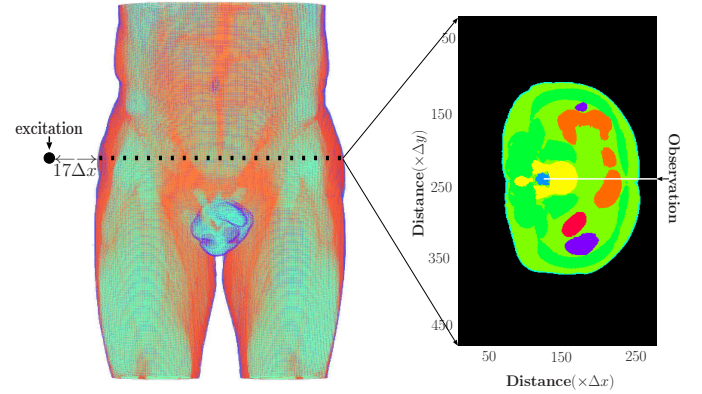 excitation
17Δx
50
150
250
350
450
Distance(×Δy)
50
150
250
Distance(×Δx)
Observation